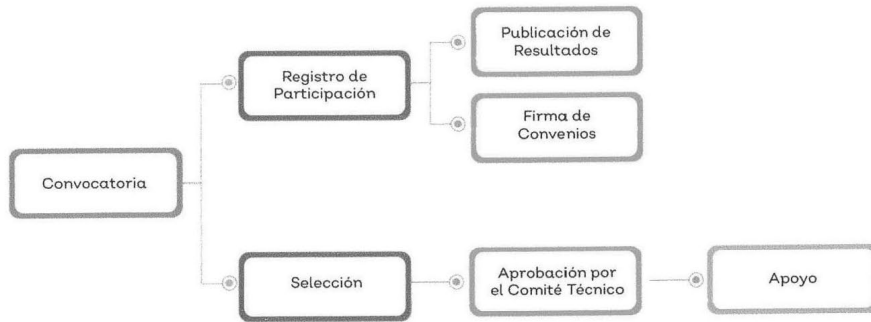 Publicación de
Resultados
Registro de
Participación
Firma de
Convenios
Convocatoria
Selección
Aprobación por
el Comité Técnico
Apoyo